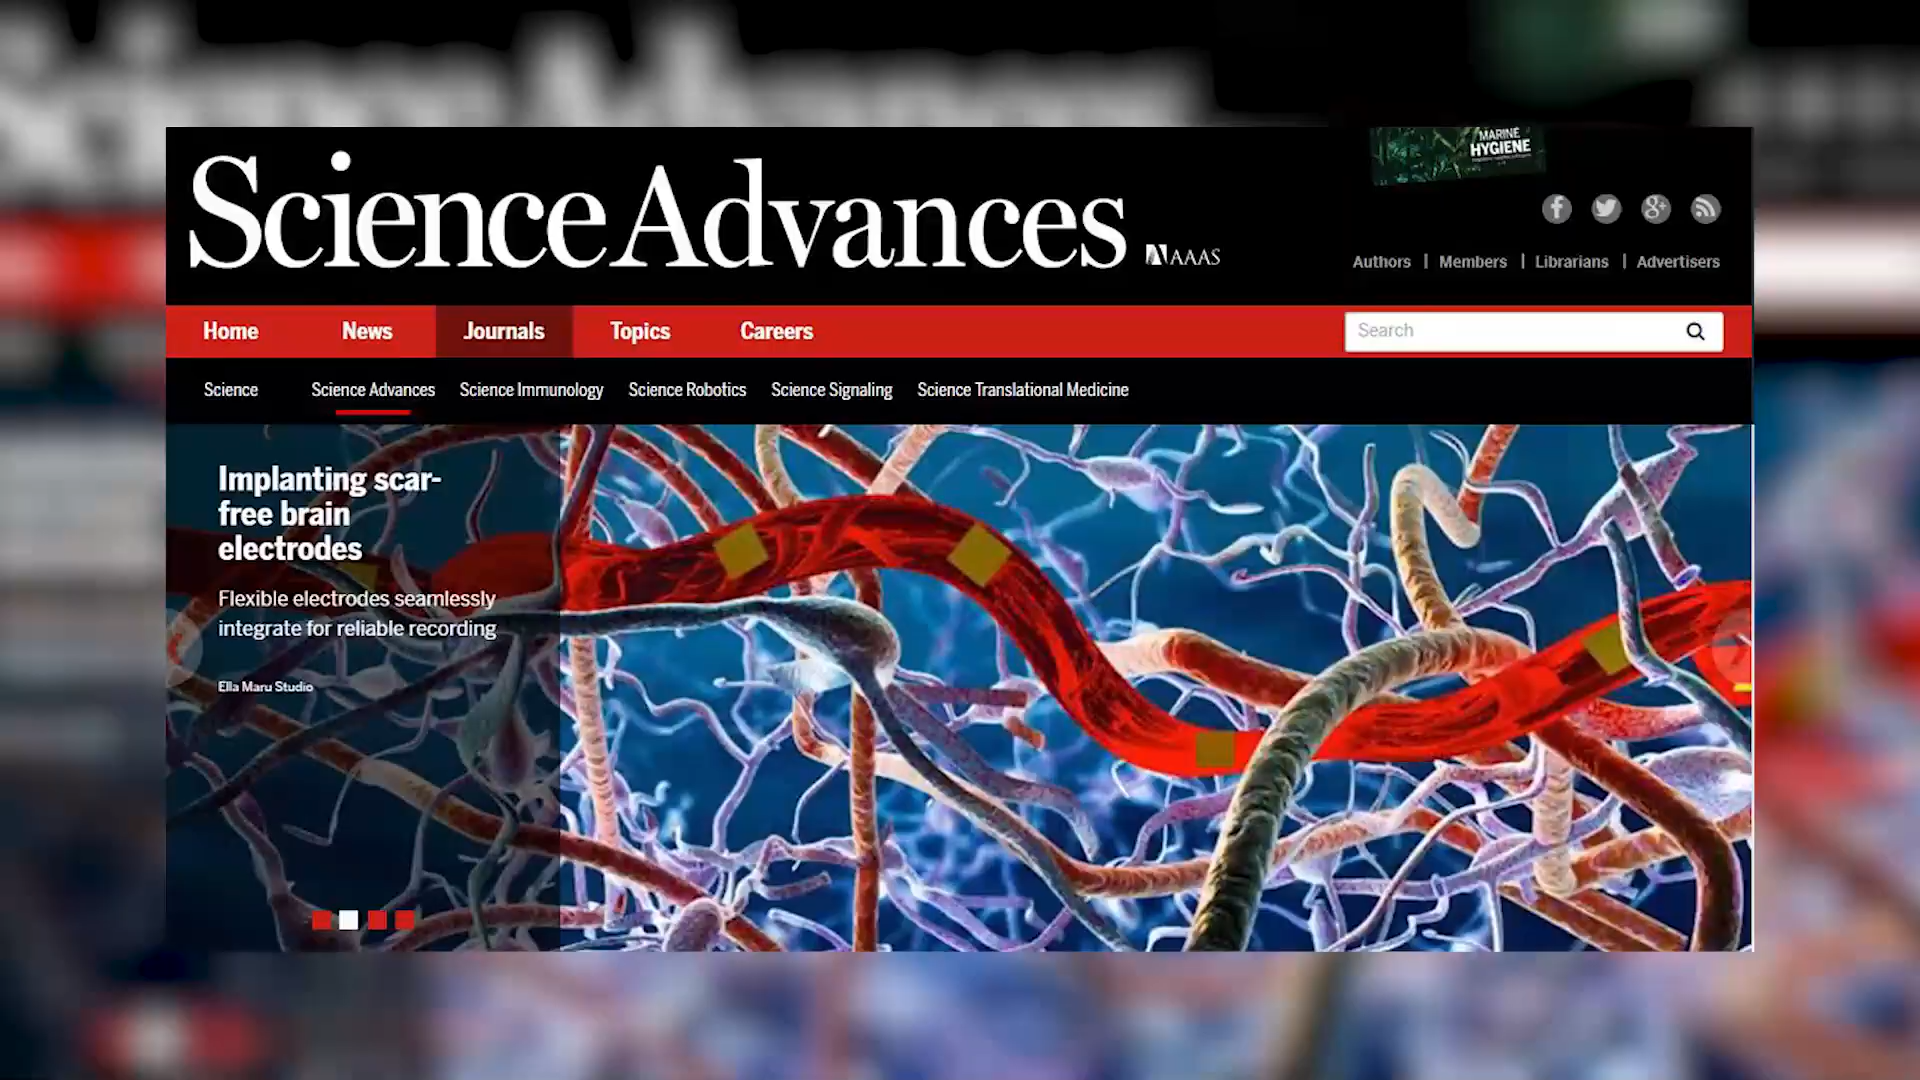 MARINE
HYGIENE
Science Advances
AAAS
Authors | Members | Librarians | Advertisers
Home News Journals Topics Careers
Search
Science Science Advances Science Immunology Science Robotics Science Signaling Science Translational Medicine
Implanting scar-
free brain
electrodes
Flexible electrodes seamlessly
integrate for reliable recording
Ella Maru Studio